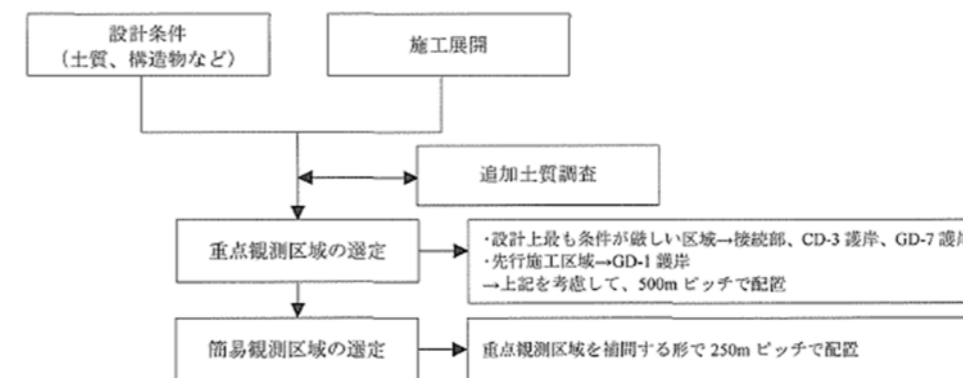 設計条件
（土質、構造物など）
施工展開
追加土質調査
重点観測区域の選定
・設計上最も条件が厳しい区域→接続部、CD-3 護岸、GD-7 護岸
・先行施工区域→GD-1 護岸
→上記を考慮して、500m ピッチで配置
簡易観測区域の選定
重点観測区域を補間する形で 250m ピッチで配置